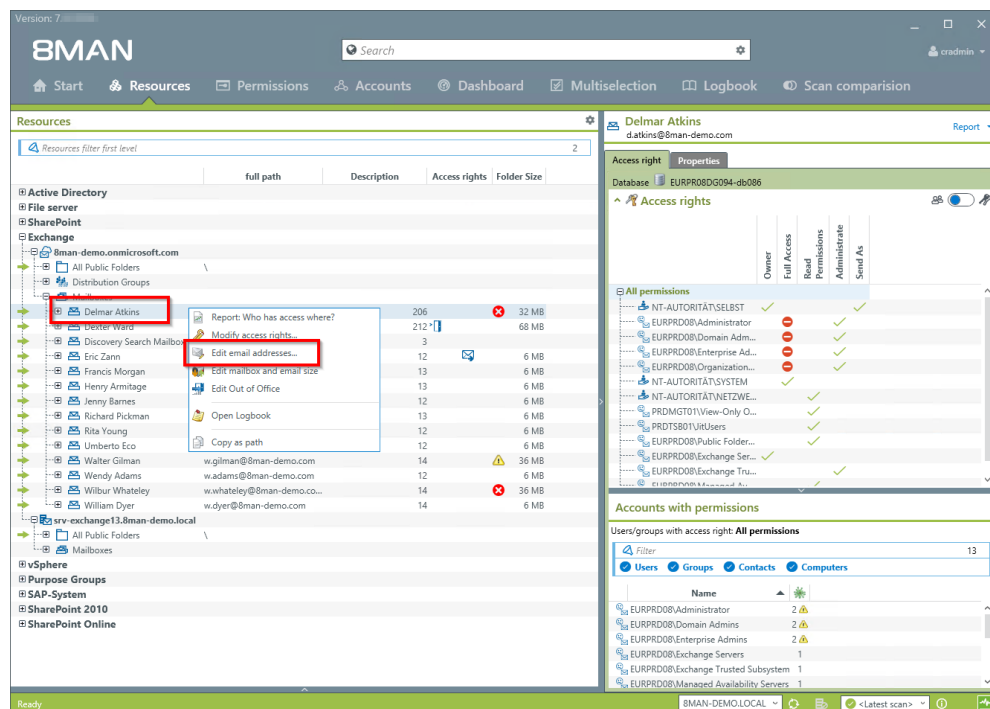 Version: 7.
8MAN
Search
cradmin
Start Resources Permissions Accounts Dashboard Multiselection Logbook Scan comparision
Resources
Resources filter first level 2
full path Description Access rights Folder Size
Active Directory
File server
SharePoint
Exchange
8man-demo.onmicrosoft.com
All Public Folders \
Distribution Groups
Mailboxes
Delmar Atkins 206 32 MB
Dexter Ward 212 68 MB
Discovery Search Mailbo 3
Eric Zann 12 6 MB
Francis Morgan 13 6 MB
Henry Armitage 13 6 MB
Jenny Barnes 12 6 MB
Richard Pickman 13 6 MB
Rita Young 12 6 MB
Umberto Eco 12 6 MB
Walter Gilman w.gilman@8man-demo.com 14 36 MB
Wendy Adams w.adams@8man-demo.com 12 6 MB
Wilbur Whateley w.whateley@8man-demo.co... 14 36 MB
William Dyer w.dyer@8man-demo.com 14 6 MB
srv-exchange13.8man-demo.local
All Public Folders \
Mailboxes
vSphere
Purpose Groups
SAP-System
SharePoint 2010
SharePoint Online
Report: Who has access where?
Modify access rights...
Edit email addresses...
Edit mailbox and email size
Edit Out of Office
Open Logbook
Copy as path
Delmar Atkins
d.atkins@8man-demo.com
Report
Access right Properties
Database EURPR08DG094-db086
Access rights
Owner
Full Access
Read
Permissions
Administrate
Send As
All permissions
NT-AUTORITÄT\SELBST
EURPRD08\Administrator
EURPRD08\Domain Adm...
EURPRD08\Enterprise Ad...
EURPRD08\Organization...
NT-AUTORITÄT\SYSTEM
NT-AUTORITÄT\NETZWE...
PRDMGT01\View-Only O...
PRDTSB01\JitUsers
EURPRD08\Public Folder...
EURPRD08\Exchange Ser...
EURPRD08\Exchange Tru...
EURPRD08\Managed Av...
Accounts with permissions
Users/groups with access right: All permissions
Filter 13
Users Groups Contacts Computers
Name
EURPRD08\Administrator 2
EURPRD08\Domain Admins 2
EURPRD08\Enterprise Admins 2
EURPRD08\Exchange Servers 1
EURPRD08\Exchange Trusted Subsystem 1
EURPRD08\Managed Availability Servers 1
Ready
8MAN-DEMO.LOCAL
<Latest scan>